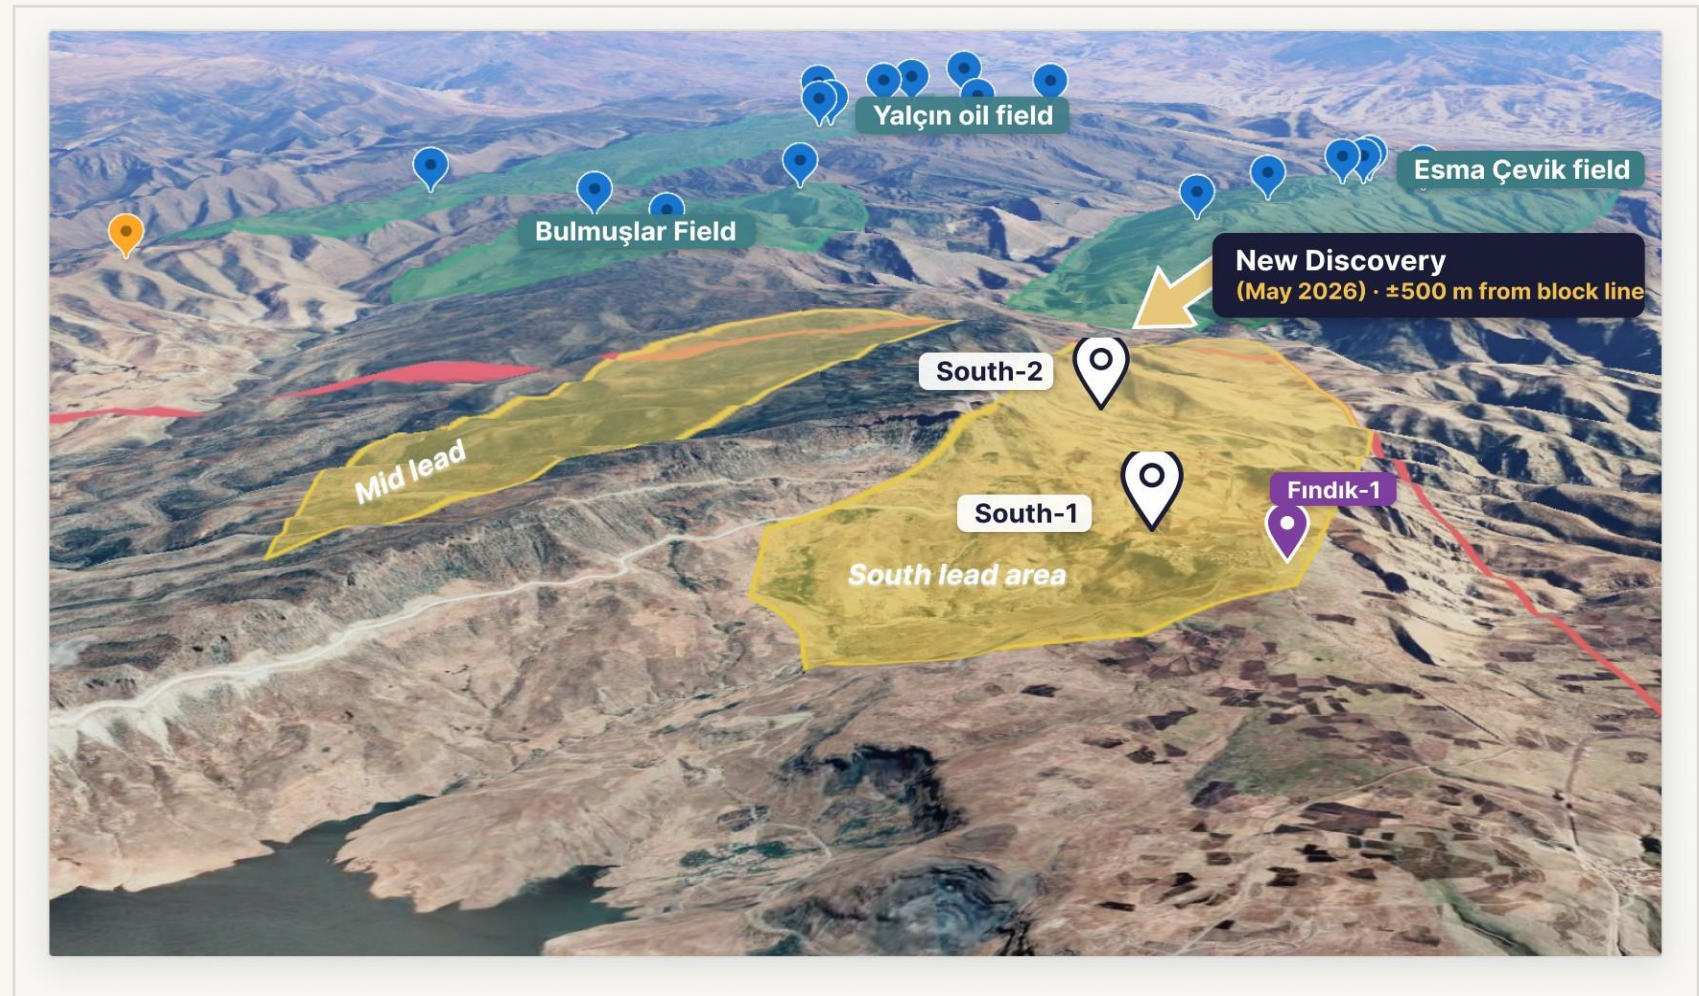 Yalçın oil field
Esma Çevik field
Bulmuşlar Field
New Discovery
(May 2026) · ±500 m from block line
South-2
Mid lead
Fındık-1
South-1
South lead area